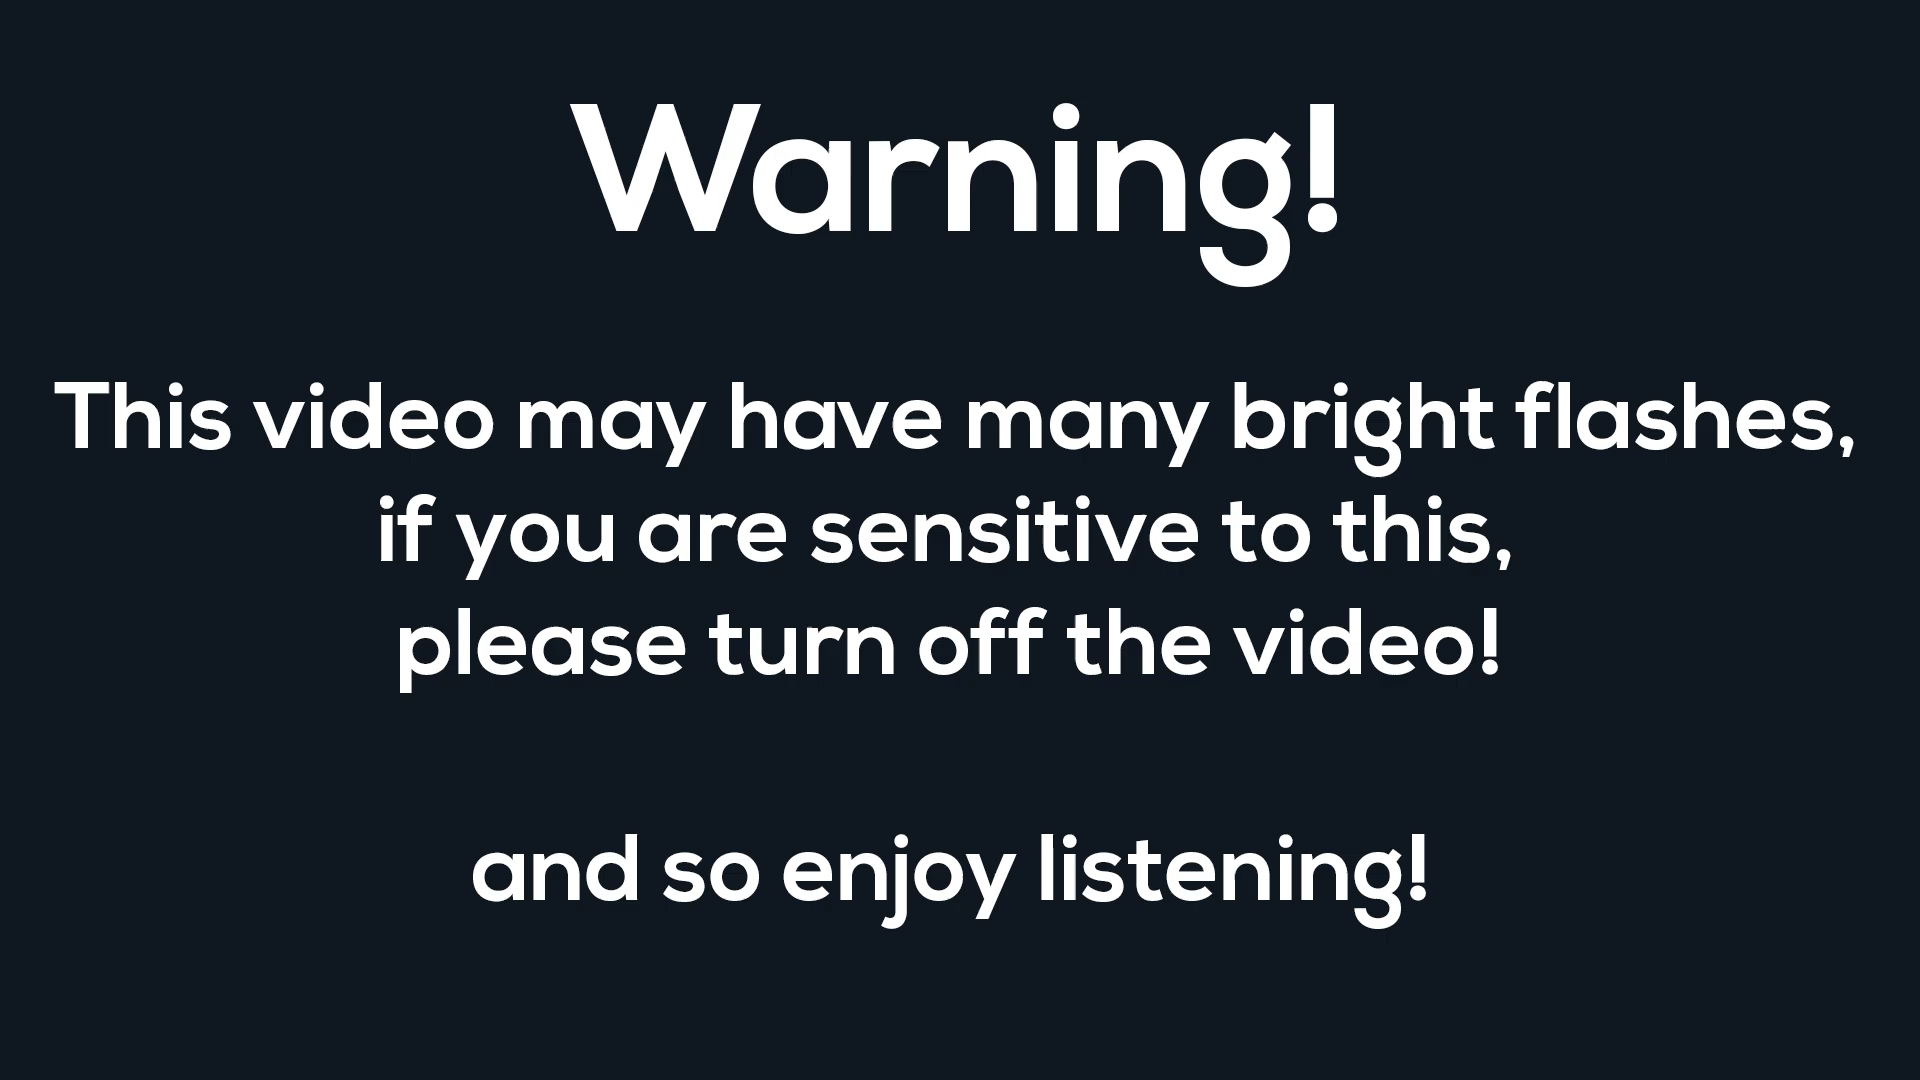 Warning!
This video may have many bright flashes,
if you are sensitive to this,
please turn off the video!
and so enjoy listening!